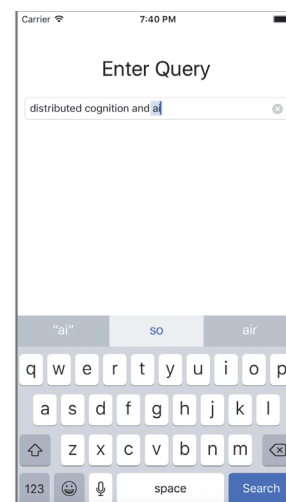 Carrier 7:40 PM
Enter Query
distributed cognition and ai
“ai” so air
q w e r t y u i o p
a s d f g h j k l
z x c v b n m
123 space Search